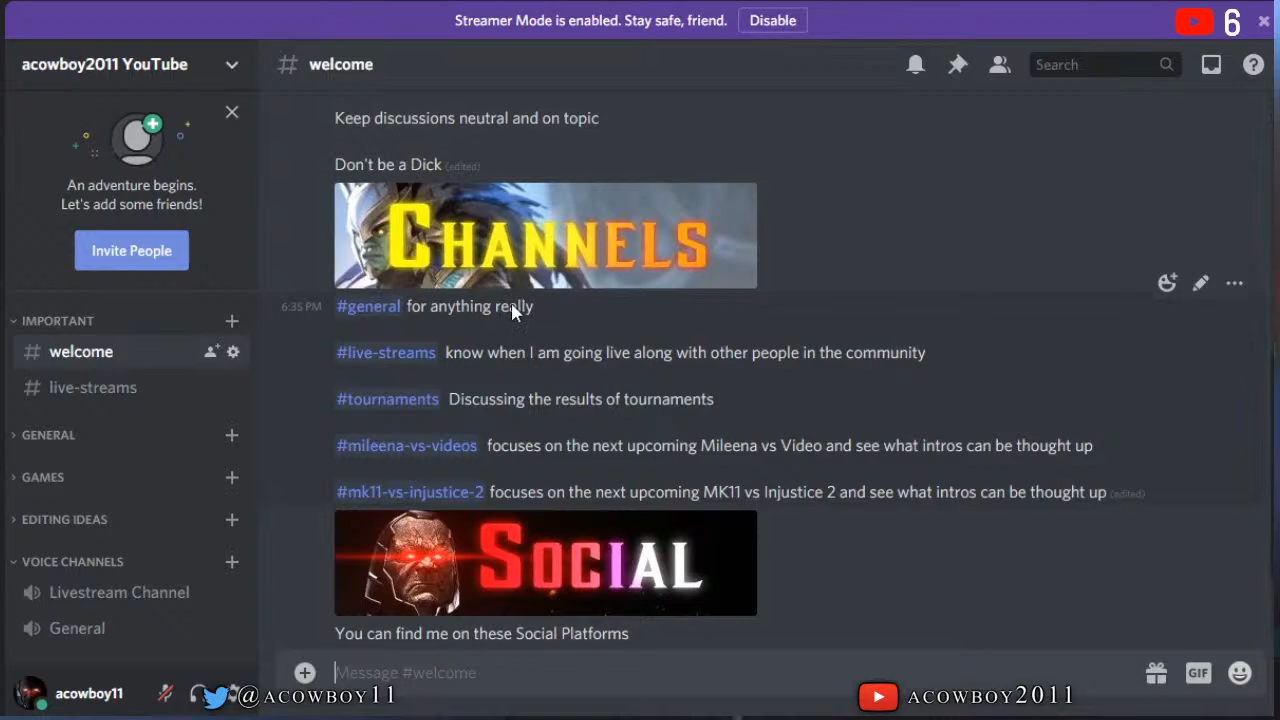 Streamer Mode is enabled. Stay safe, friend. Disable
6
acowboy2011 YouTube
# welcome
Search
Keep discussions neutral and on topic
Don't be a Dick (edited)
An adventure begins.
Let's add some friends!
Invite People
CHANNELS
6:35 PM #general for anything really
#live-streams know when I am going live along with other people in the community
#tournaments Discussing the results of tournaments
#mileena-vs-videos focuses on the next upcoming Mileena vs Video and see what intros can be thought up
#mk11-vs-injustice-2 focuses on the next upcoming MK11 vs Injustice 2 and see what intros can be thought up (edited)
SOCIAL
You can find me on these Social Platforms
IMPORTANT
# welcome
# live-streams
GENERAL
GAMES
EDITING IDEAS
VOICE CHANNELS
Livestream Channel
General
Message #welcome
GIF
acowboy11
@ACOWBOY11
ACOWBOY2011